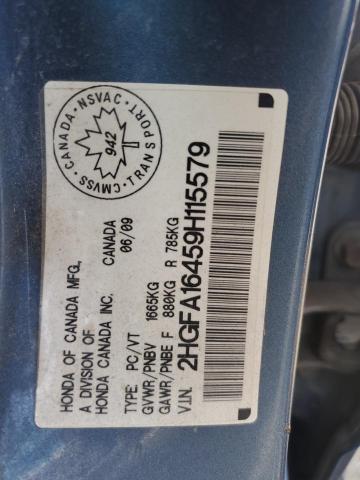 CANADA · NSVAC · TRANSPORT · CMVSS
942
HONDA OF CANADA MFG.,
A DIVISION OF
HONDA CANADA INC. CANADA
06/09
TYPE: PC/VT
GVWR/PNBV 1665KG
GAWR/PNBE F 880KG R 785KG
V.I.N. 2HGFA16459H115579